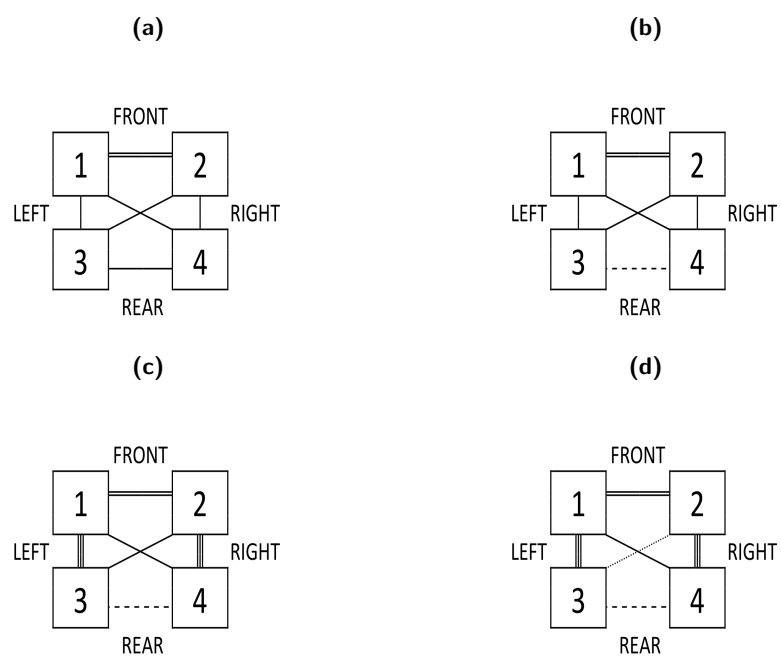 (a) (b)
FRONT FRONT
1 2 1 2
LEFT RIGHT LEFT RIGHT
3 4 3 4
REAR REAR
(c) (d)
FRONT FRONT
1 2 1 2
LEFT RIGHT LEFT RIGHT
3 4 3 4
REAR REAR